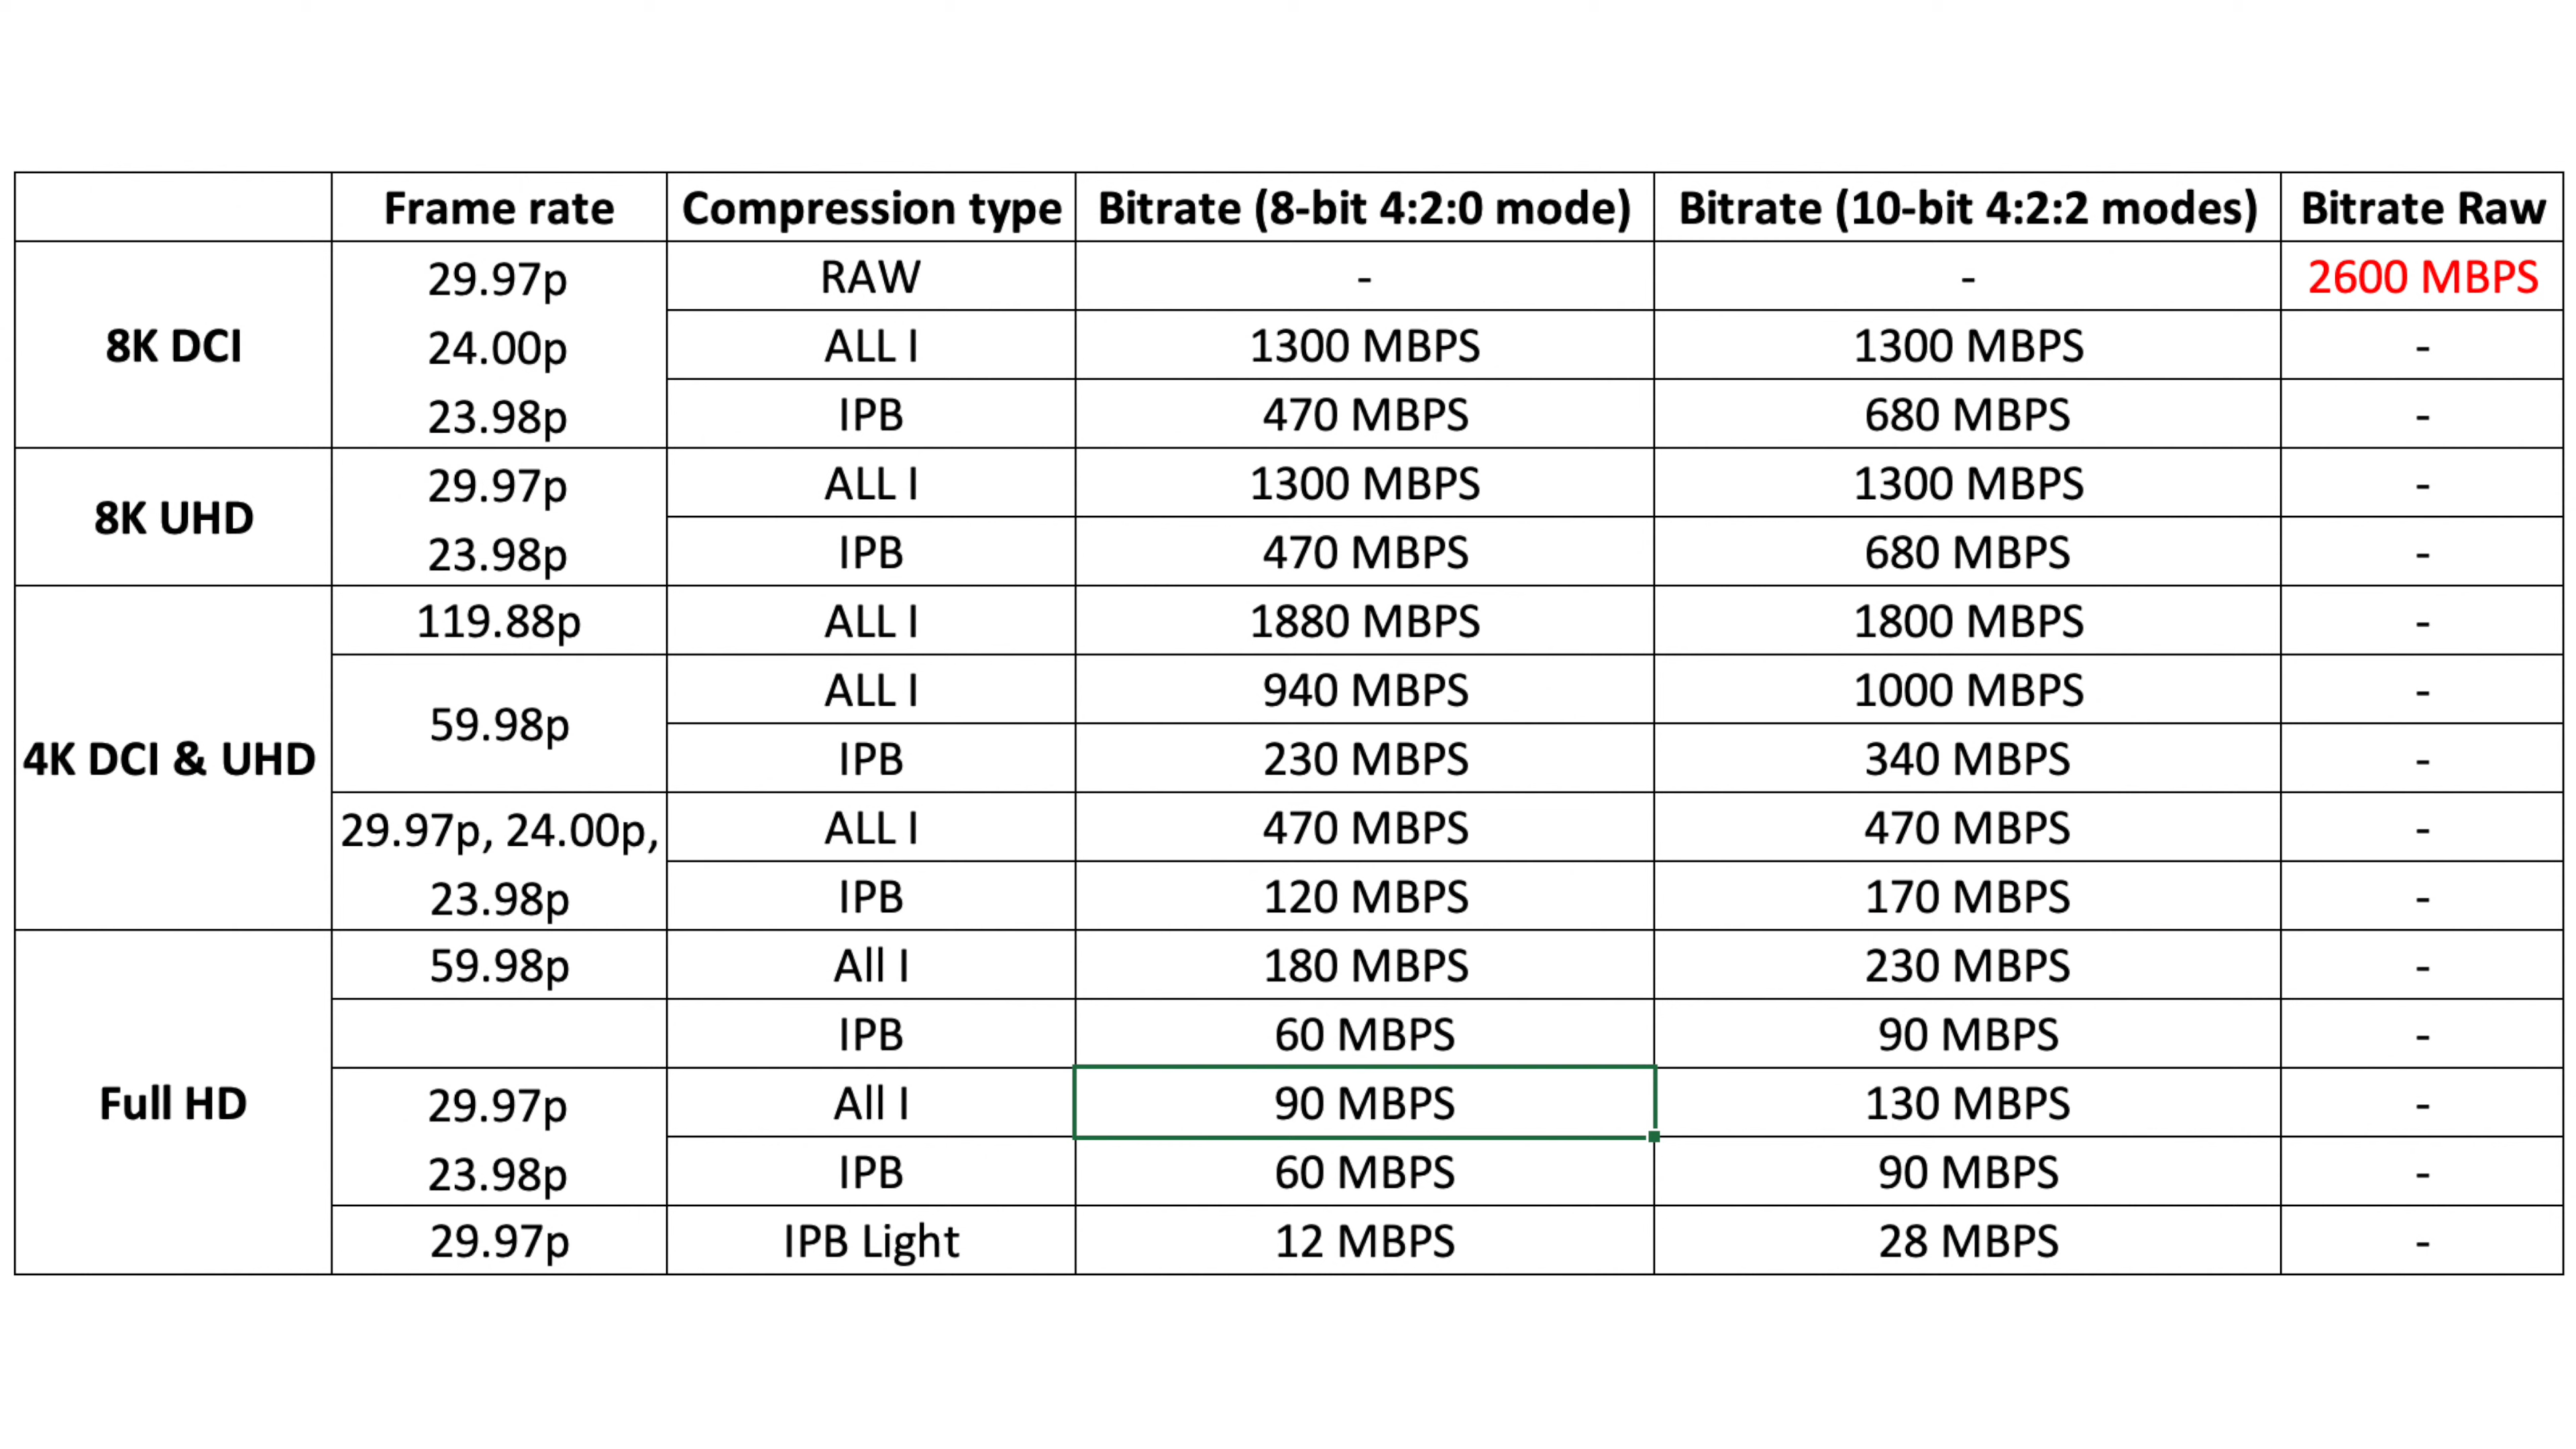 Frame rate Compression type Bitrate (8-bit 4:2:0 mode) Bitrate (10-bit 4:2:2 modes) Bitrate Raw
8K DCI
29.97p RAW - - 2600 MBPS
24.00p ALL I 1300 MBPS 1300 MBPS -
23.98p IPB 470 MBPS 680 MBPS -
8K UHD
29.97p ALL I 1300 MBPS 1300 MBPS -
23.98p IPB 470 MBPS 680 MBPS -
4K DCI & UHD
119.88p ALL I 1880 MBPS 1800 MBPS -
59.98p
ALL I 940 MBPS 1000 MBPS -
IPB 230 MBPS 340 MBPS -
29.97p, 24.00p, ALL I 470 MBPS 470 MBPS -
23.98p IPB 120 MBPS 170 MBPS -
Full HD
59.98p All I 180 MBPS 230 MBPS -
IPB 60 MBPS 90 MBPS -
29.97p All I 90 MBPS 130 MBPS -
23.98p IPB 60 MBPS 90 MBPS -
29.97p IPB Light 12 MBPS 28 MBPS -